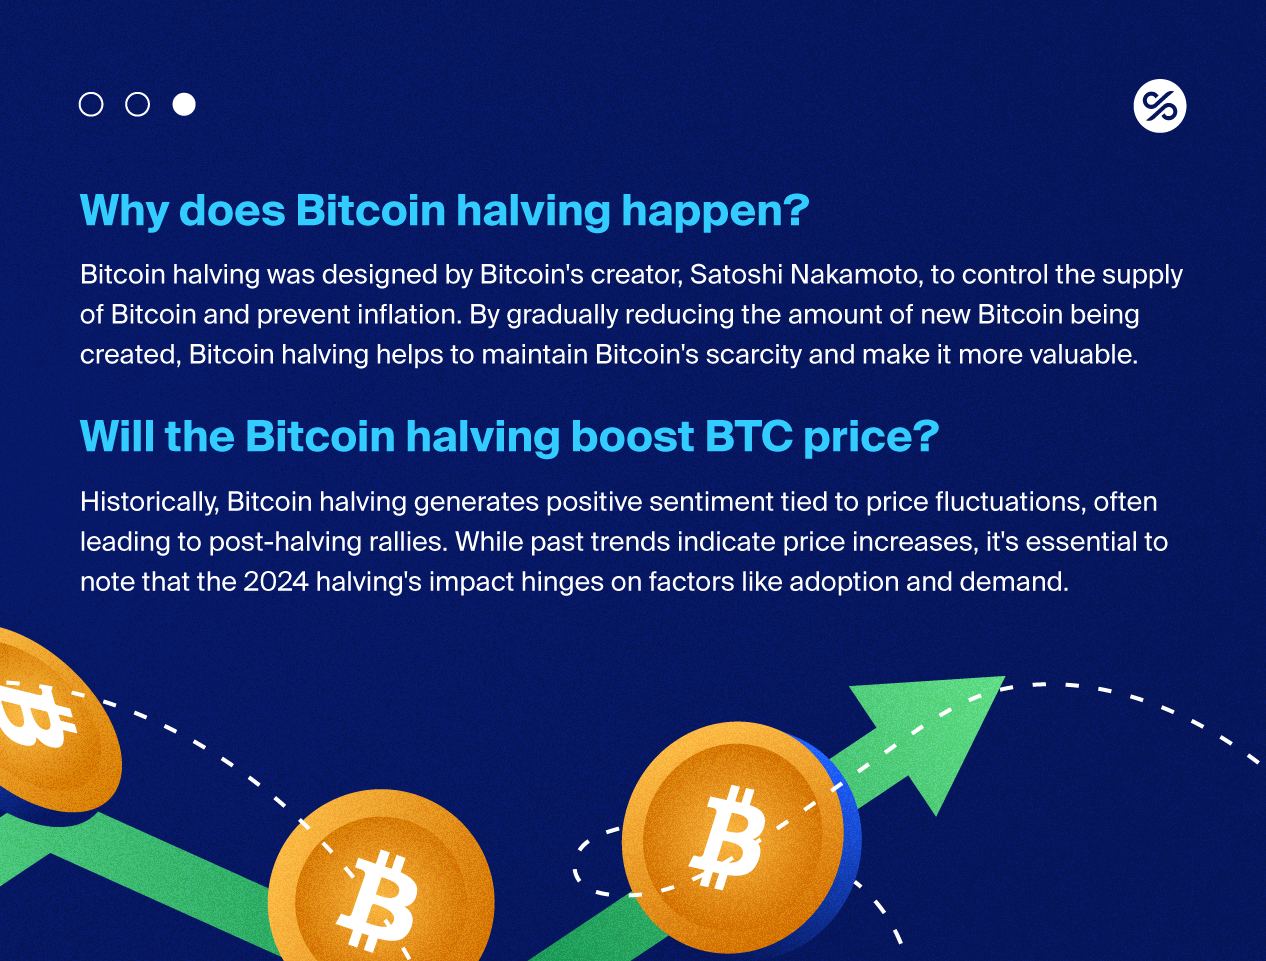 Why does Bitcoin halving happen?
Bitcoin halving was designed by Bitcoin's creator, Satoshi Nakamoto, to control the supply
of Bitcoin and prevent inflation. By gradually reducing the amount of new Bitcoin being
created, Bitcoin halving helps to maintain Bitcoin's scarcity and make it more valuable.
Will the Bitcoin halving boost BTC price?
Historically, Bitcoin halving generates positive sentiment tied to price fluctuations, often
leading to post-halving rallies. While past trends indicate price increases, it's essential to
note that the 2024 halving's impact hinges on factors like adoption and demand.